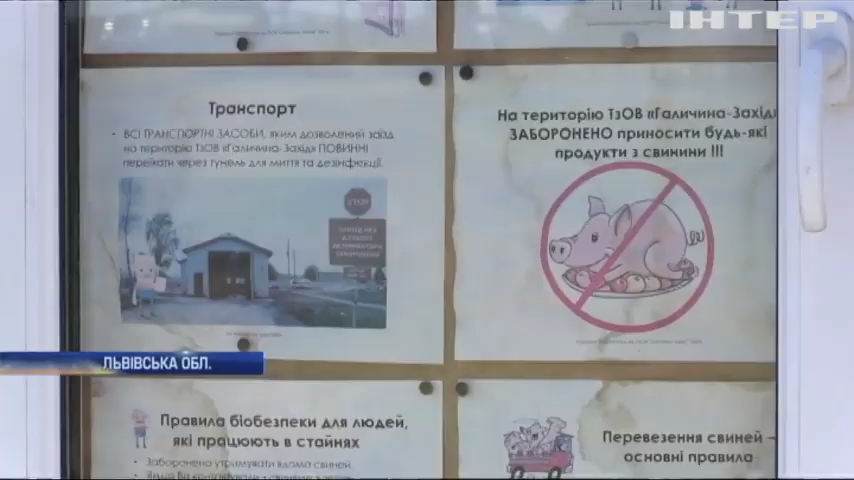 ІНТЕР
Транспорт
• ВСІ ТРАНСПОРТНІ ЗАСОБИ, яким дозволений заїзд
на територію ТзОВ «Галичина-Захід» ПОВИННІ
переїхати через тунель для миття та дезінфекції.
STOP
На територію ТзОВ «Галичина-Захід»
ЗАБОРОНЕНО приносити будь-які
продукти з свинини !!!
ЛЬВІВСЬКА ОБЛ.
Правила біобезпеки для людей,
які працюють в стайнях
• Заборонена утримувати вдома свиней.
Перевезення свиней –
основні правила